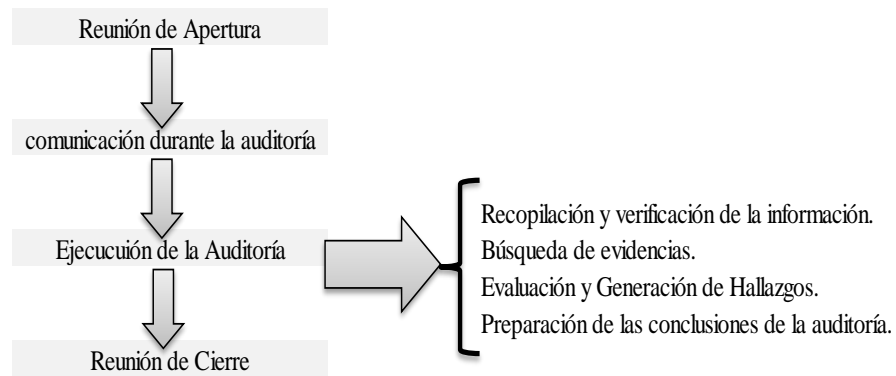 Reunión de Apertura
comunicación durante la auditoría
Ejecucuión de la Auditoría
Recopilación y verificación de la información.
Búsqueda de evidencias.
Evaluación y Generación de Hallazgos.
Preparación de las conclusiones de la auditoría.
Reunión de Cierre